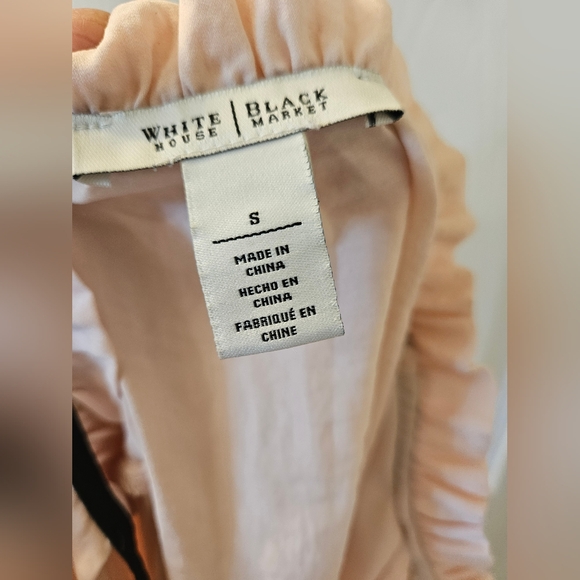 WHITE | BLACK
HOUSE | MARKET
S
MADE IN
CHINA
HECHO EN
CHINA
FABRIQUÉ EN
CHINE